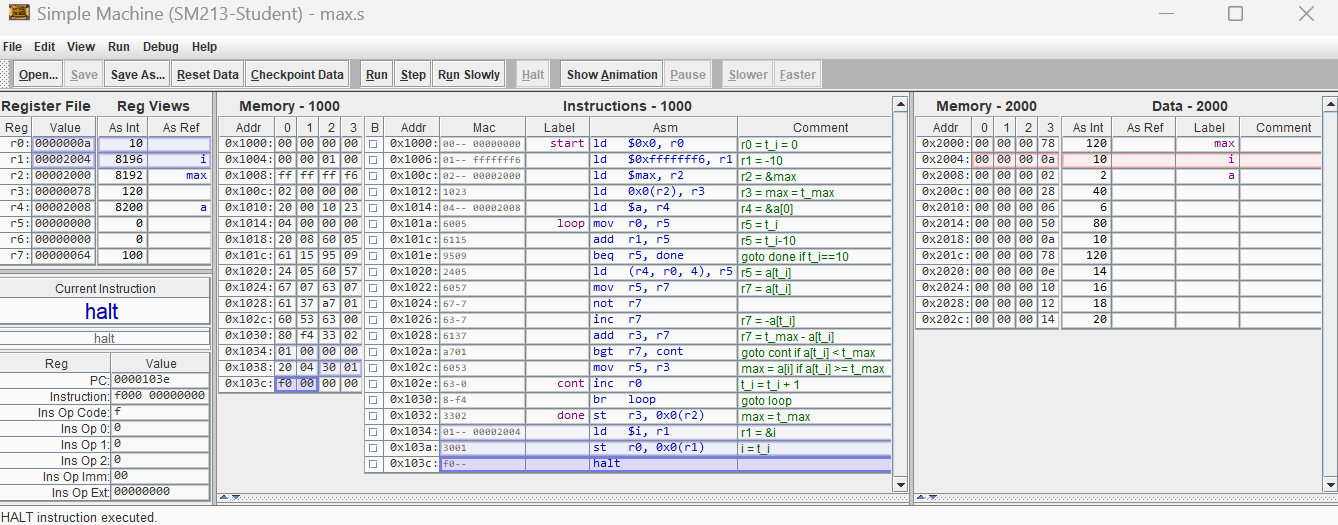 Simple Machine (SM213-Student) - max.s
File Edit View Run Debug Help
Open... Save Save As... Reset Data Checkpoint Data Run Step Run Slowly Halt Show Animation Pause Slower Faster
Register File Reg Views
Reg Value As Int As Ref
r0: 0000000a 10
r1: 00002004 8196 i
r2: 00002000 8192 max
r3: 00000078 120
r4: 00002008 8200 a
r5: 00000000 0
r6: 00000000 0
r7: 00000064 100
Current Instruction
halt
halt
Reg Value
PC: 0000103e
Instruction: f000 00000000
Ins Op Code: f
Ins Op 0: 0
Ins Op 1: 0
Ins Op 2: 0
Ins Op Imm: 00
Ins Op Ext: 00000000
Memory - 1000
Addr 0 1 2 3
0x1000: 00 00 00 00
0x1004: 00 00 01 00
0x1008: ff ff ff f6
0x100c: 02 00 00 00
0x1010: 20 00 10 23
0x1014: 04 00 00 00
0x1018: 20 08 60 05
0x101c: 61 15 95 09
0x1020: 24 05 60 57
0x1024: 67 07 63 07
0x1028: 61 37 a7 01
0x102c: 60 53 63 00
0x1030: 80 f4 33 02
0x1034: 01 00 00 00
0x1038: 20 04 30 01
0x103c: f0 00 00 00
Instructions - 1000
B Addr Mac Label Asm Comment
0x1000: 00-- 00000000 start ld $0x0, r0 r0 = t_i = 0
0x1006: 01-- fffffff6 ld $0xfffffff6, r1 r1 = -10
0x100c: 02-- 00002000 ld $max, r2 r2 = &max
0x1012: 1023 ld 0x0(r2), r3 r3 = max = t_max
0x1014: 04-- 00002008 ld $a, r4 r4 = &a[0]
0x101a: 6005 loop mov r0, r5 r5 = t_i
0x101c: 6115 add r1, r5 r5 = t_i-10
0x101e: 9509 beq r5, done goto done if t_i==10
0x1020: 2405 ld (r4, r0, 4), r5 r5 = a[t_i]
0x1022: 6057 mov r5, r7 r7 = a[t_i]
0x1024: 67-7 not r7
0x1026: 63-7 inc r7 r7 = -a[t_i]
0x1028: 6137 add r3, r7 r7 = t_max - a[t_i]
0x102a: a701 bgt r7, cont goto cont if a[t_i] < t_max
0x102c: 6053 mov r5, r3 max = a[i] if a[t_i] >= t_max
0x102e: 63-0 cont inc r0 t_i = t_i + 1
0x1030: 8-f4 br loop goto loop
0x1032: 3302 done st r3, 0x0(r2) max = t_max
0x1034: 01-- 00002004 ld $i, r1 r1 = &i
0x103a: 3001 st r0, 0x0(r1) i = t_i
0x103c: f0-- halt
Memory - 2000 Data - 2000
Addr 0 1 2 3 As Int As Ref Label Comment
0x2000: 00 00 00 78 120 max
0x2004: 00 00 00 0a 10 i
0x2008: 00 00 00 02 2 a
0x200c: 00 00 00 28 40
0x2010: 00 00 00 06 6
0x2014: 00 00 00 50 80
0x2018: 00 00 00 0a 10
0x201c: 00 00 00 78 120
0x2020: 00 00 00 0e 14
0x2024: 00 00 00 10 16
0x2028: 00 00 00 12 18
0x202c: 00 00 00 14 20
HALT instruction executed.